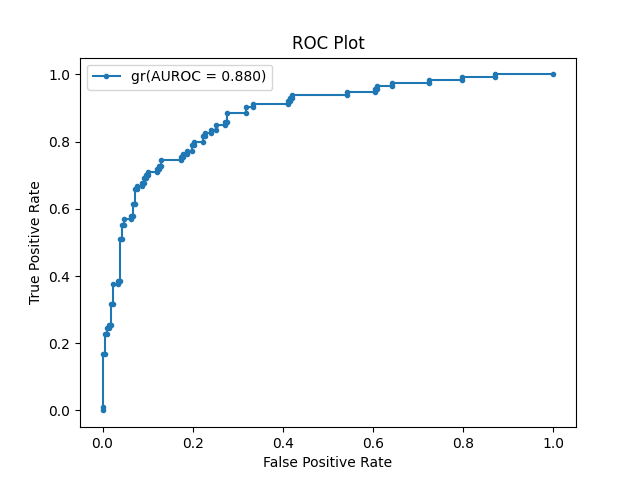 ROC Plot
gr(AUROC = 0.880)
1.0
0.8
0.6
0.4
0.2
0.0
True Positive Rate
0.0 0.2 0.4 0.6 0.8 1.0
False Positive Rate